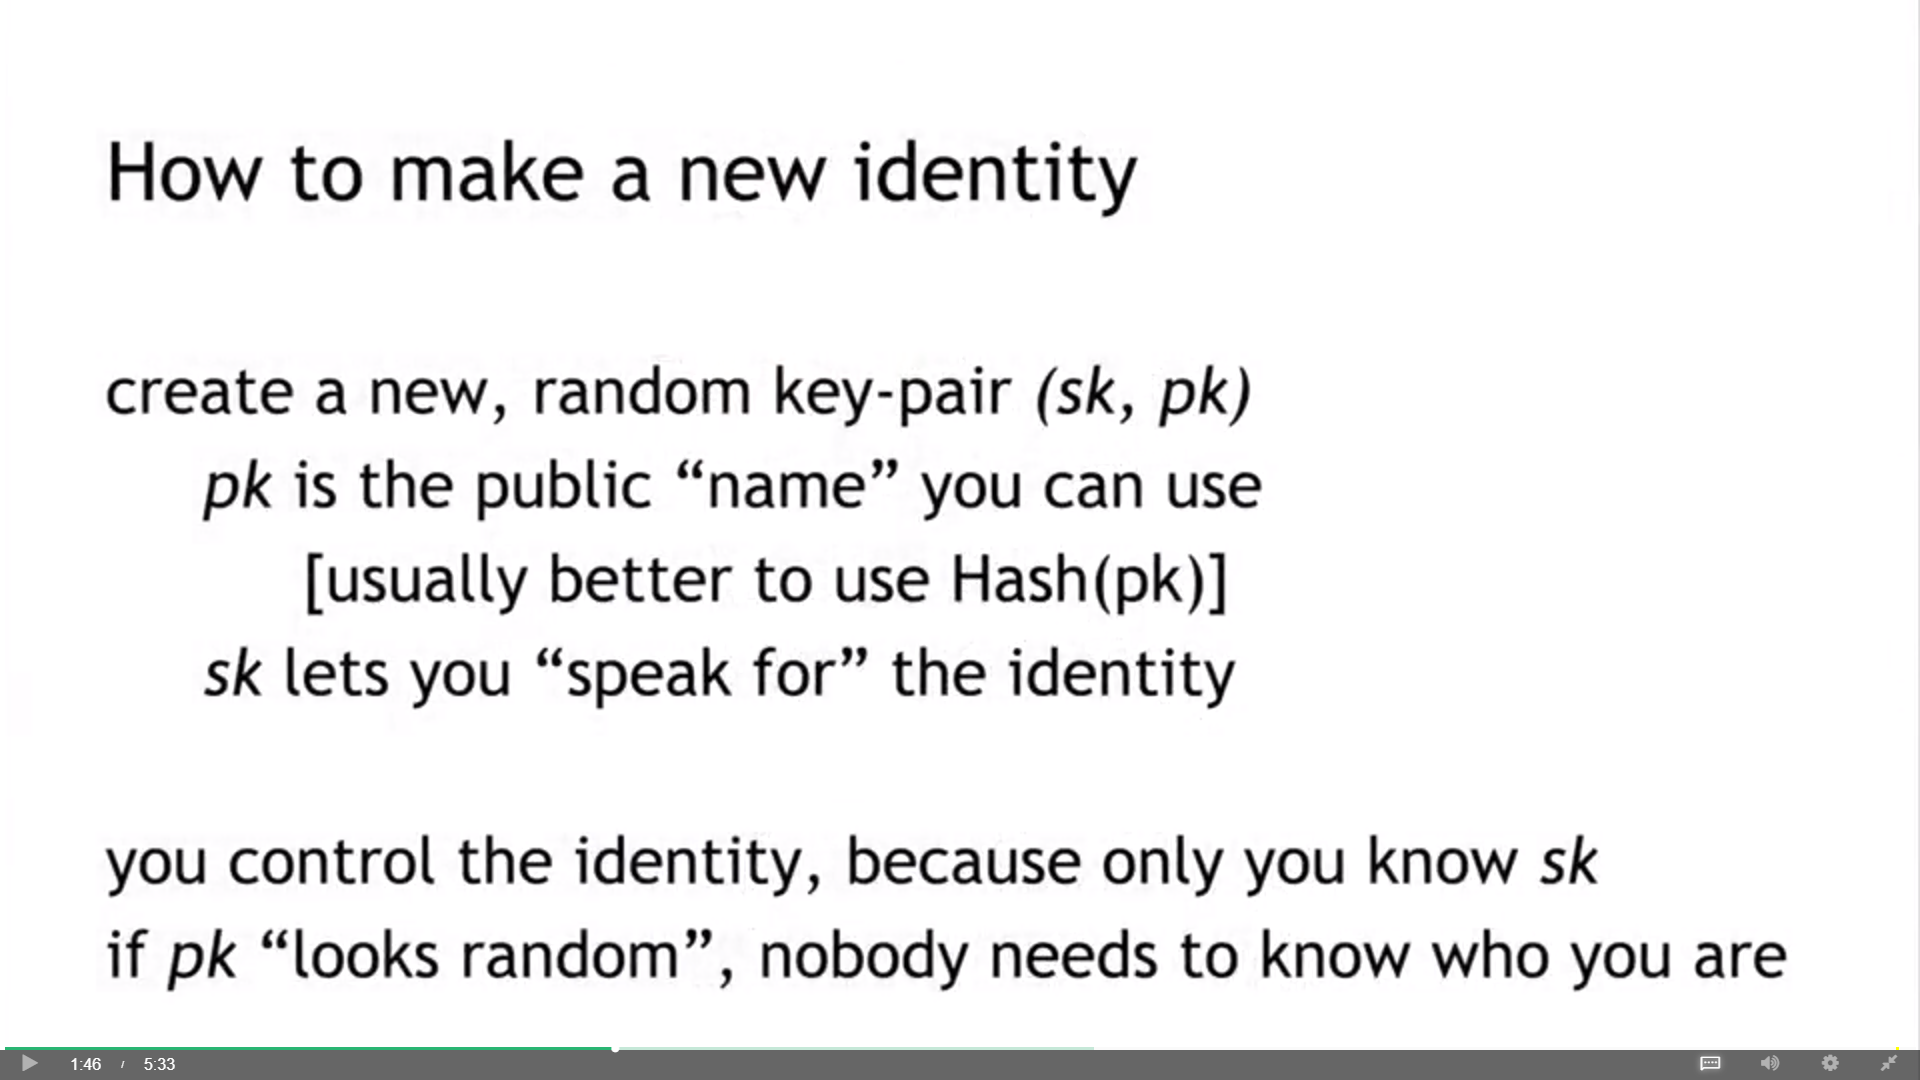 How to make a new identity
create a new, random key-pair (sk, pk)
pk is the public “name” you can use
[usually better to use Hash(pk)]
sk lets you “speak for” the identity
you control the identity, because only you know sk
if pk “looks random”, nobody needs to know who you are
1:46 / 5:33